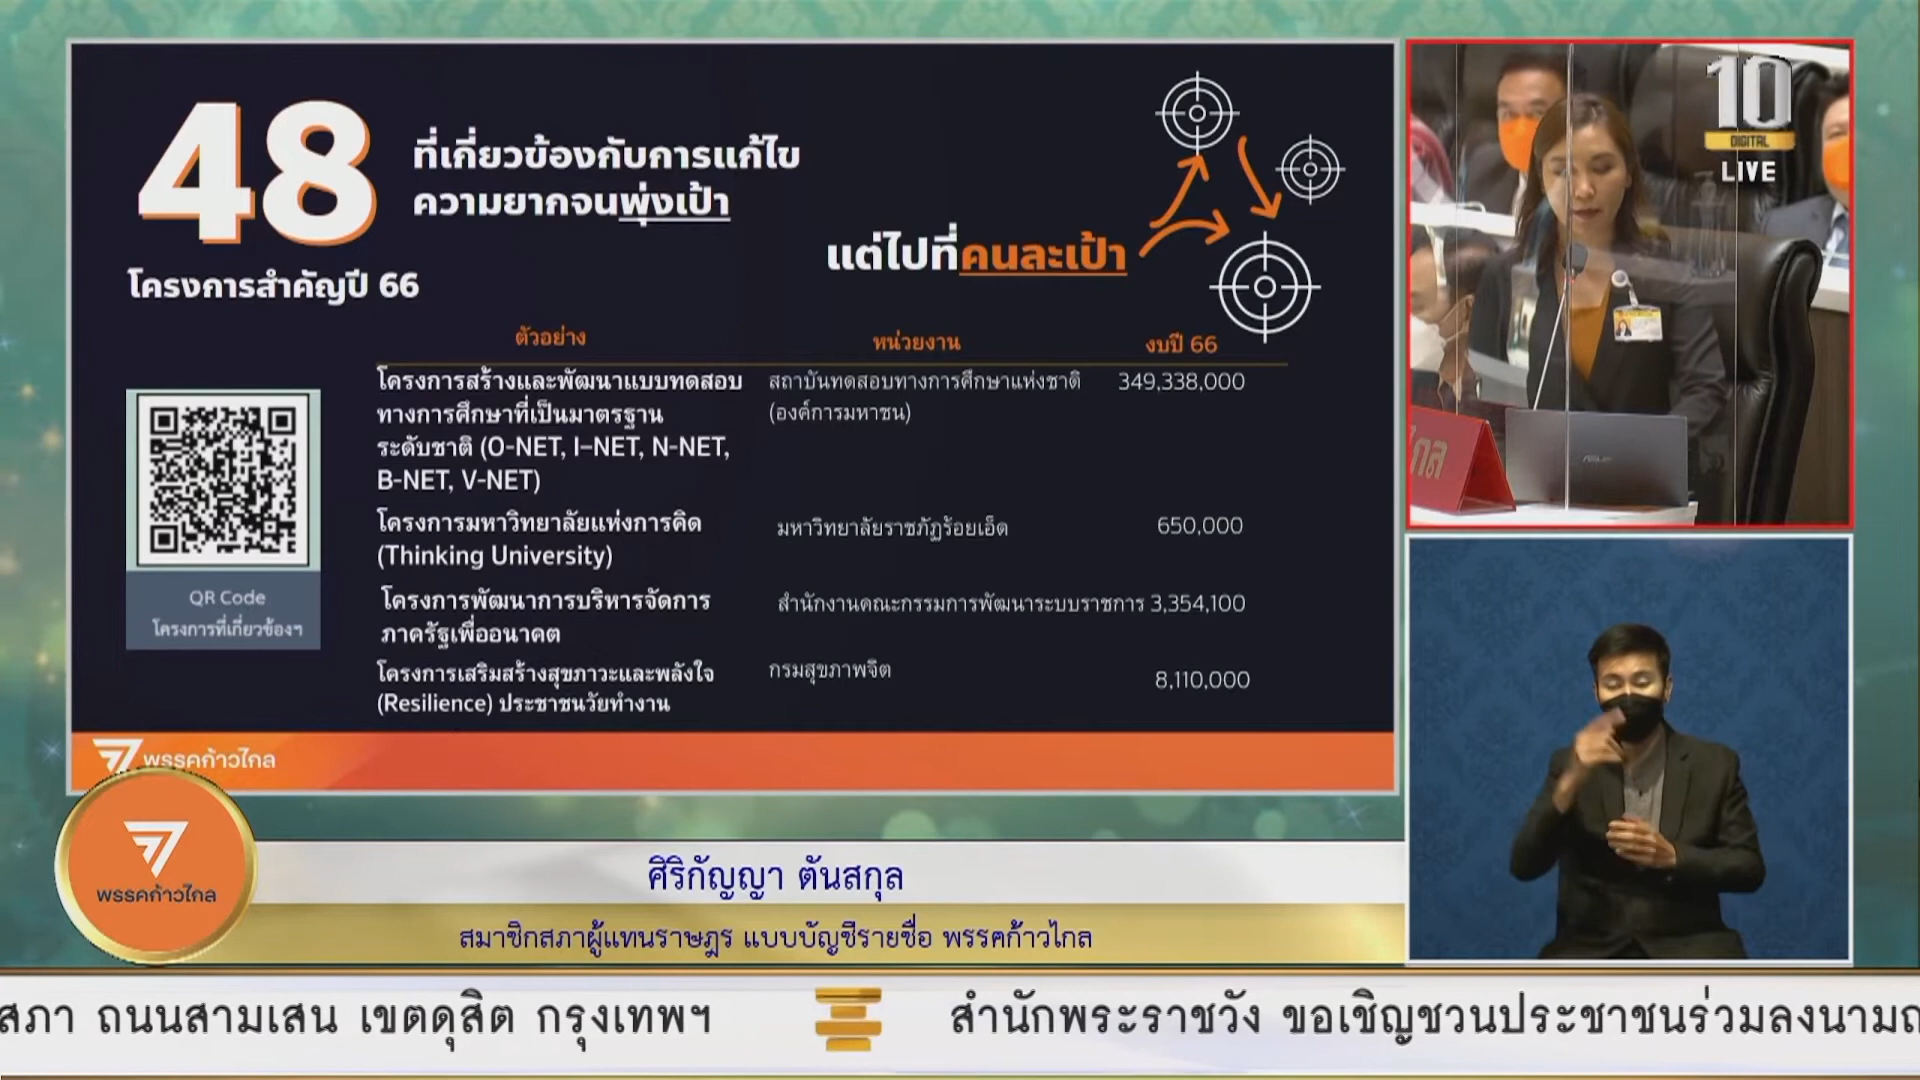 48
ที่เกี่ยวข้องกับการแก้ไข
ความยากจนพุ่งเป้า
แต่ไปที่คนละเป้า
โครงการสำคัญปี 66
ตัวอย่าง หน่วยงาน งบปี 66
โครงการสร้างและพัฒนาแบบทดสอบ สถาบันทดสอบทางการศึกษาแห่งชาติ 349,338,000
ทางการศึกษาที่เป็นมาตรฐาน (องค์การมหาชน)
ระดับชาติ (O-NET, I-NET, N-NET,
B-NET, V-NET)
โครงการมหาวิทยาลัยแห่งการคิด มหาวิทยาลัยราชภัฏร้อยเอ็ด 650,000
(Thinking University)
โครงการพัฒนาการบริหารจัดการ สำนักงานคณะกรรมการพัฒนาระบบราชการ 3,354,100
ภาครัฐเพื่ออนาคต
โครงการเสริมสร้างสุขภาวะและพลังใจ กรมสุขภาพจิต 8,110,000
(Resilience) ประชาชนวัยทำงาน
QR Code
โครงการที่เกี่ยวข้องฯ
พรรคก้าวไกล
10
DIGITAL
LIVE
ไกล
ASUS
พรรคก้าวไกล
ศิริกัญญา ตันสกุล
สมาชิกสภาผู้แทนราษฎร แบบบัญชีรายชื่อ พรรคก้าวไกล
สภา ถนนสามเสน เขตดุสิต กรุงเทพฯ สำนักพระราชวัง ขอเชิญชวนประชาชนร่วมลงนาม